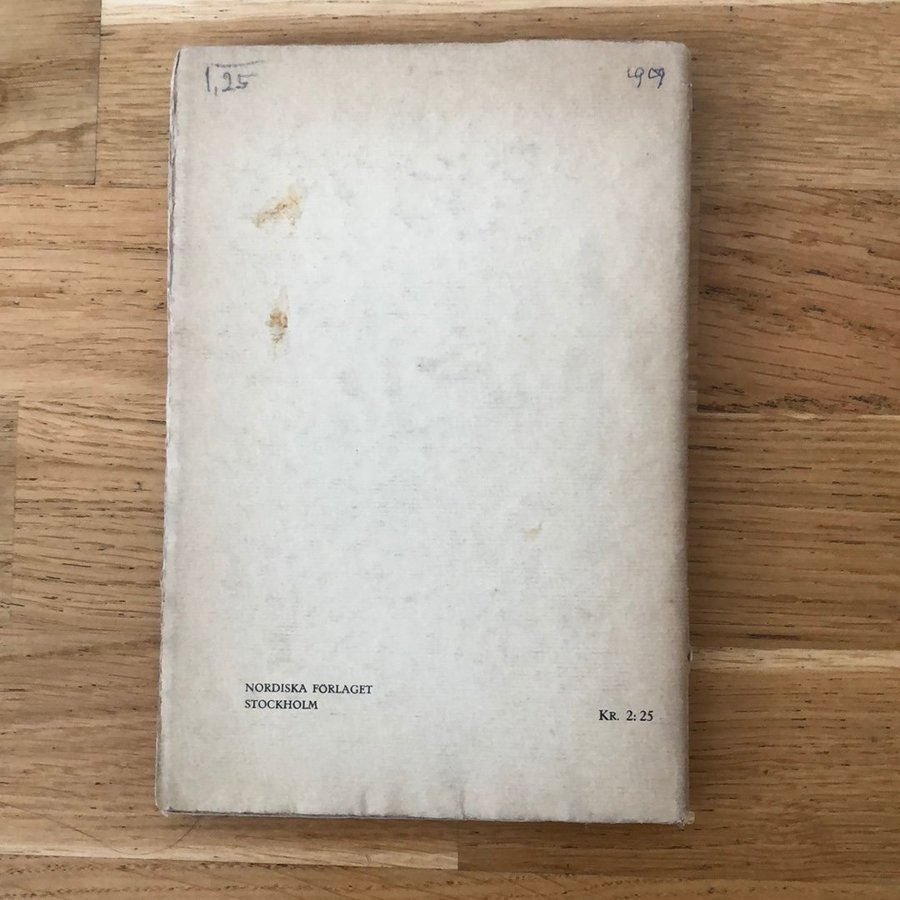 1,25
1909
NORDISKA FÖRLAGET
STOCKHOLM
KR. 2:25